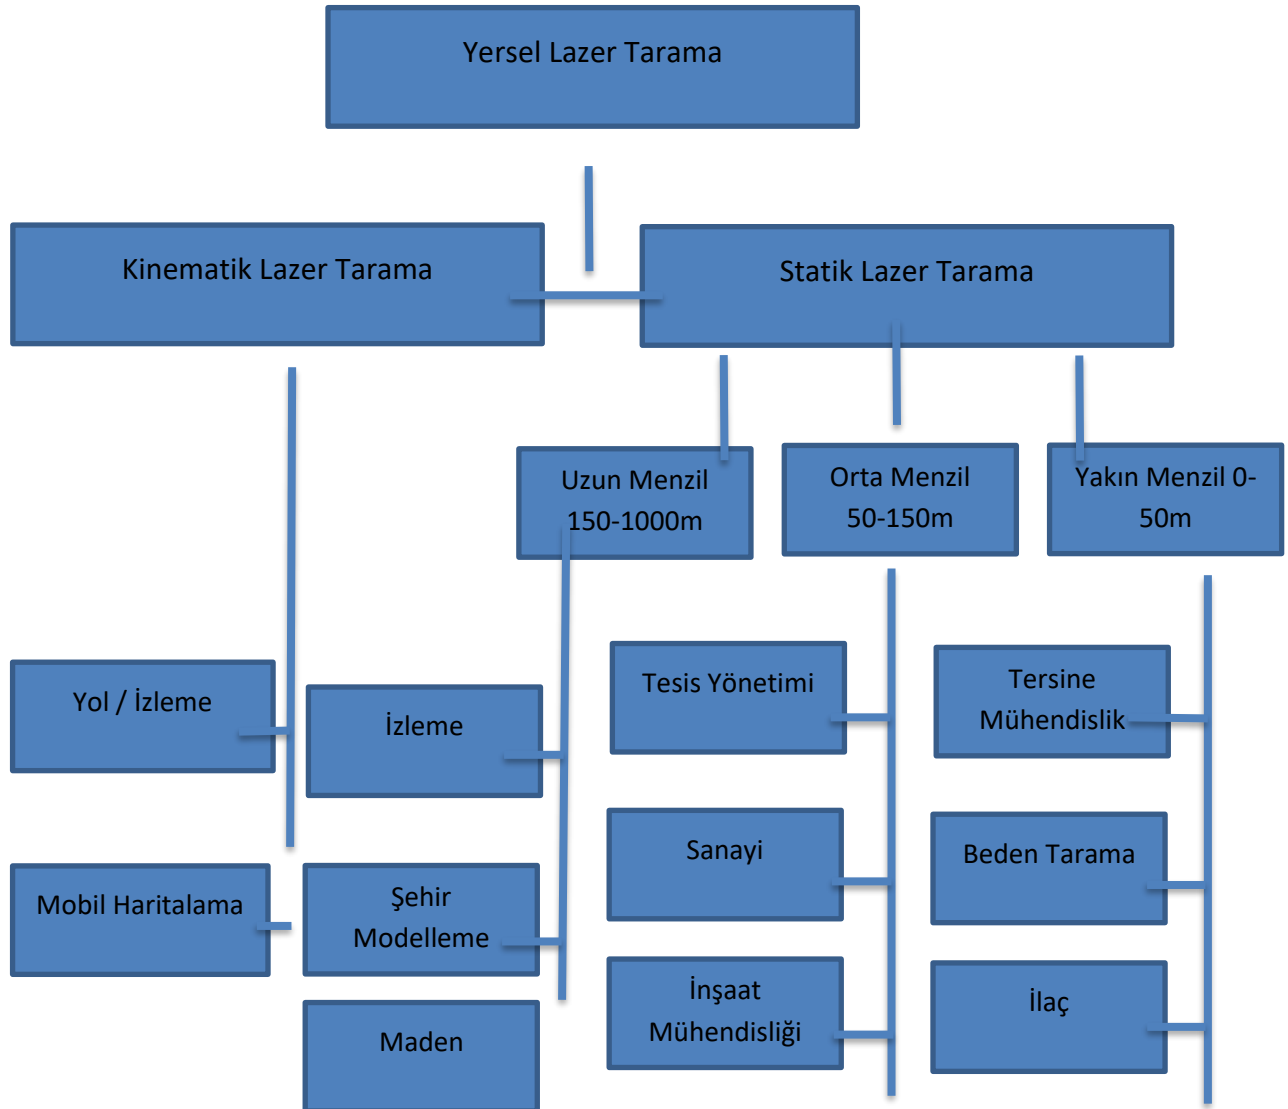 Yersel Lazer Tarama
Kinematik Lazer Tarama
Statik Lazer Tarama
Uzun Menzil
150-1000m
Orta Menzil
50-150m
Yakın Menzil 0-
50m
Yol / İzleme
İzleme
Tesis Yönetimi
Tersine
Mühendislik
Mobil Haritalama
Şehir
Modelleme
Sanayi
Beden Tarama
Maden
İnşaat
Mühendisliği
İlaç